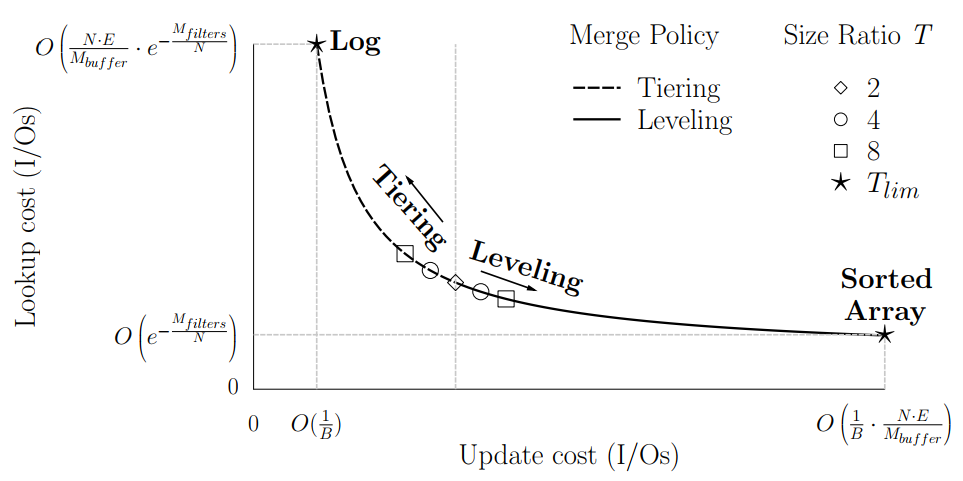 O(N·E/M_buffer · e^{-M_filters/N})
Log
Merge Policy
Tiering
Leveling
Size Ratio T
2
4
8
T_lim
Lookup cost (I/Os)
Tiering
Leveling
Sorted
Array
O(e^{-M_filters/N})
0
0
O(1/B)
O(1/B · N·E/M_buffer)
Update cost (I/Os)